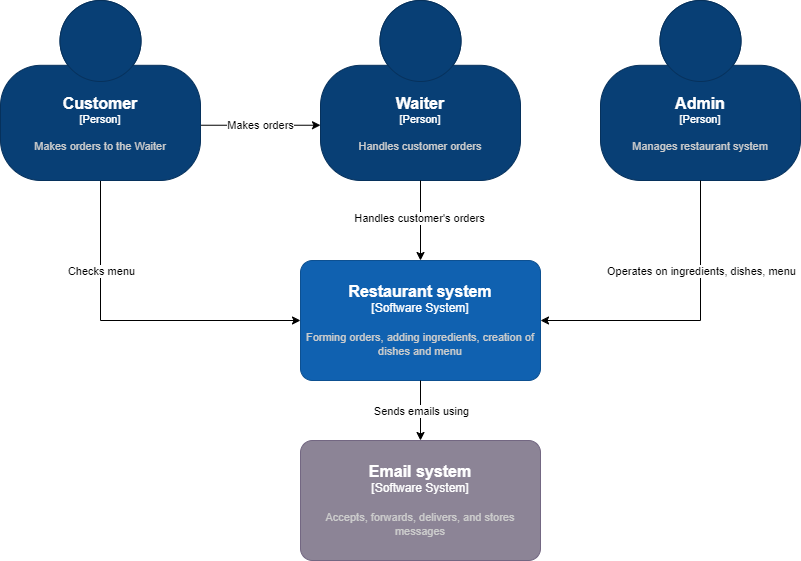 Customer
[Person]
Makes orders to the Waiter
Makes orders
Waiter
[Person]
Handles customer orders
Admin
[Person]
Manages restaurant system
Handles customer's orders
Checks menu
Operates on ingredients, dishes, menu
Restaurant system
[Software System]
Forming orders, adding ingredients, creation of
dishes and menu
Sends emails using
Email system
[Software System]
Accepts, forwards, delivers, and stores
messages